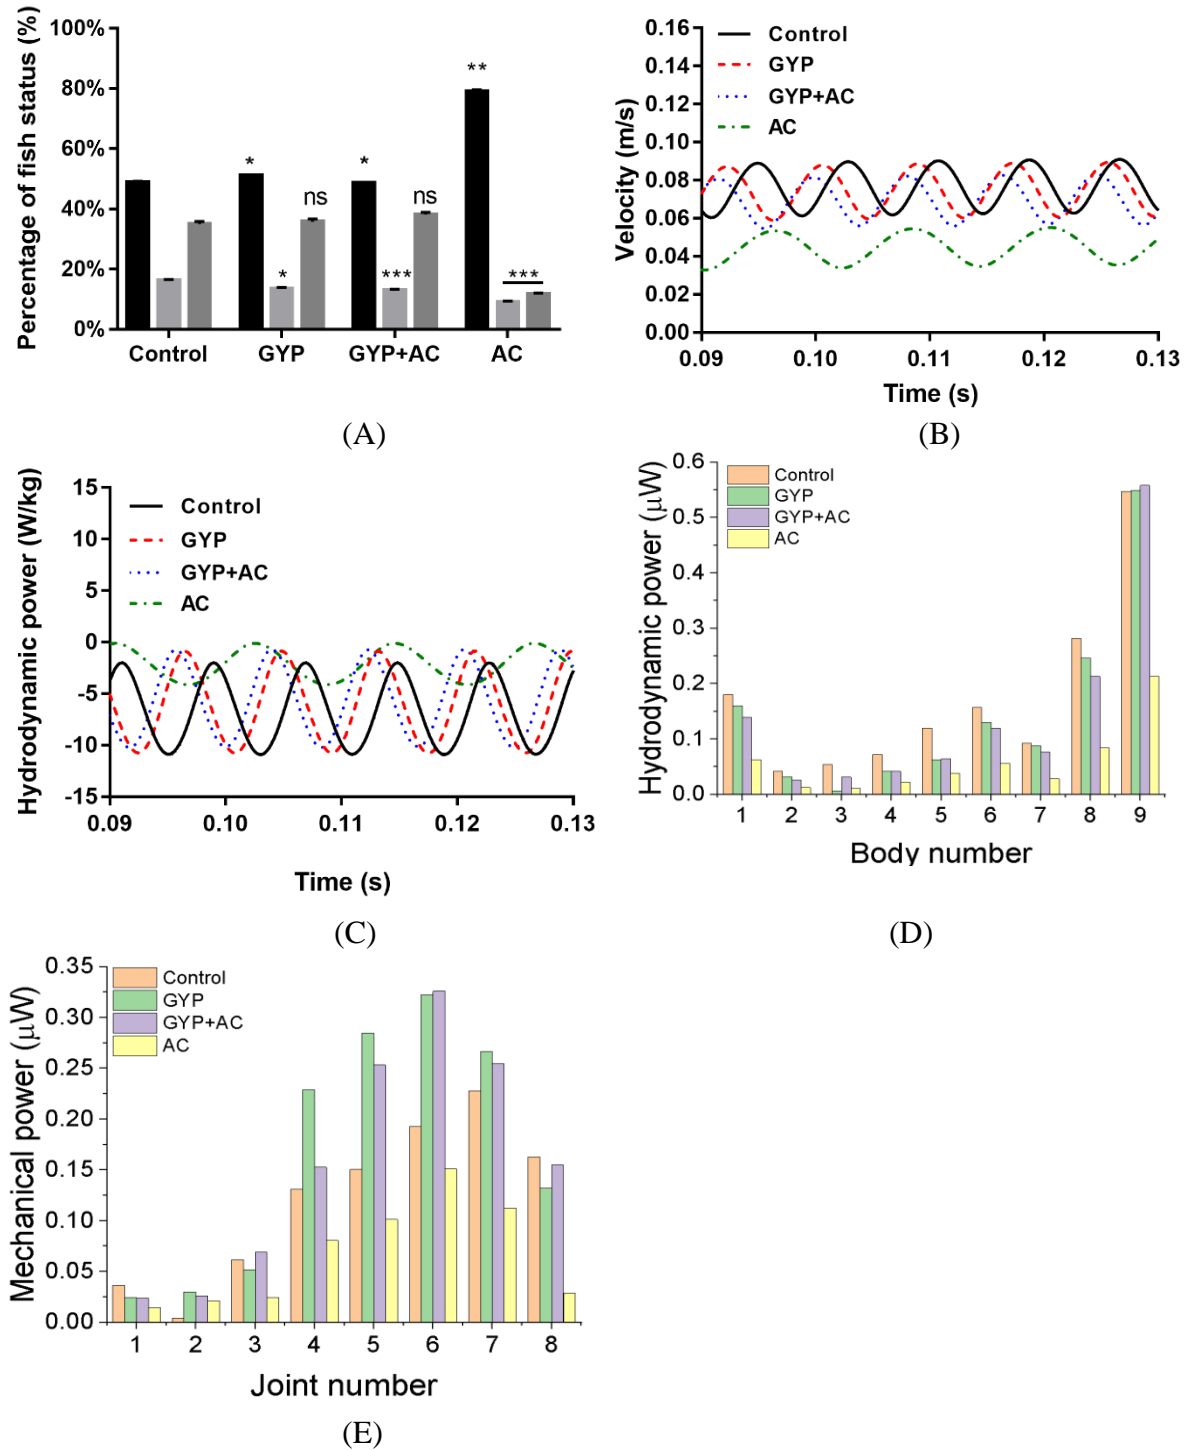 Percentage of fish status (%)
100%
80%
60%
40%
20%
0%
*
*
*
ns
***
ns
**
***
Control
GYP
GYP+AC
AC
(A)
Velocity (m/s)
0.16
0.14
0.12
0.10
0.08
0.06
0.04
0.02
0.00
Control
GYP
GYP+AC
AC
0.09
0.10
0.11
0.12
0.13
Time (s)
(B)
Hydrodynamic power (W/kg)
15
10
5
0
-5
-10
-15
Control
GYP
GYP+AC
AC
0.09
0.10
0.11
0.12
0.13
Time (s)
(C)
Hydrodynamic power (μW)
0.6
0.5
0.4
0.3
0.2
0.1
0.0
Control
GYP
GYP+AC
AC
1
2
3
4
5
6
7
8
9
Body number
(D)
Mechanical power (μW)
0.35
0.30
0.25
0.20
0.15
0.10
0.05
0.00
Control
GYP
GYP+AC
AC
1
2
3
4
5
6
7
8
Joint number
(E)